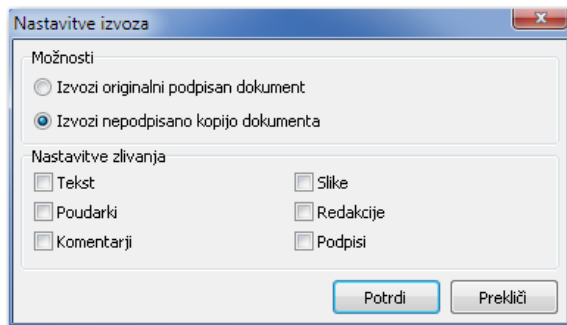 Nastavitve izvoza
Možnosti
Izvozi originalni podpisan dokument
Izvozi nepodpisano kopijo dokumenta
Nastavitve zlivanja
Tekst Slike
Poudarki Redakcije
Komentarji Podpisi
Potrdi Prekliči